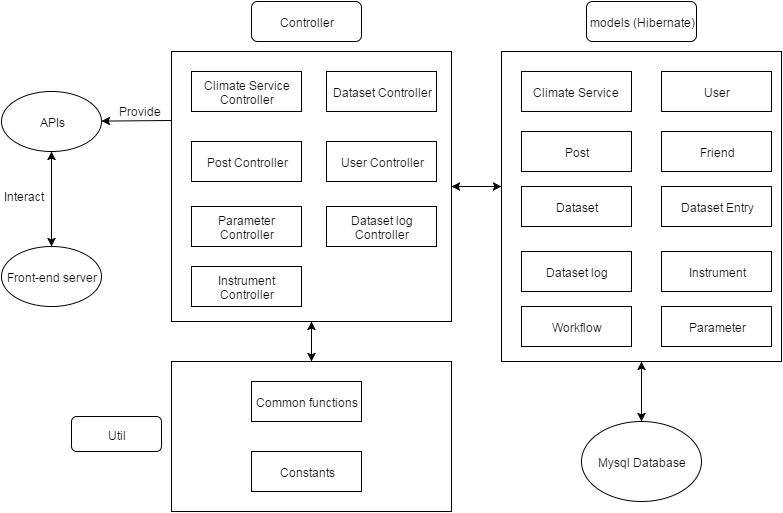 Controller
models (Hibernate)
Climate Service
Controller
Dataset Controller
Climate Service
User
Provide
APIs
Post Controller
User Controller
Post
Friend
Interact
Parameter
Controller
Dataset log
Controller
Dataset
Dataset Entry
Front-end server
Instrument
Controller
Dataset log
Instrument
Workflow
Parameter
Common functions
Util
Constants
Mysql Database